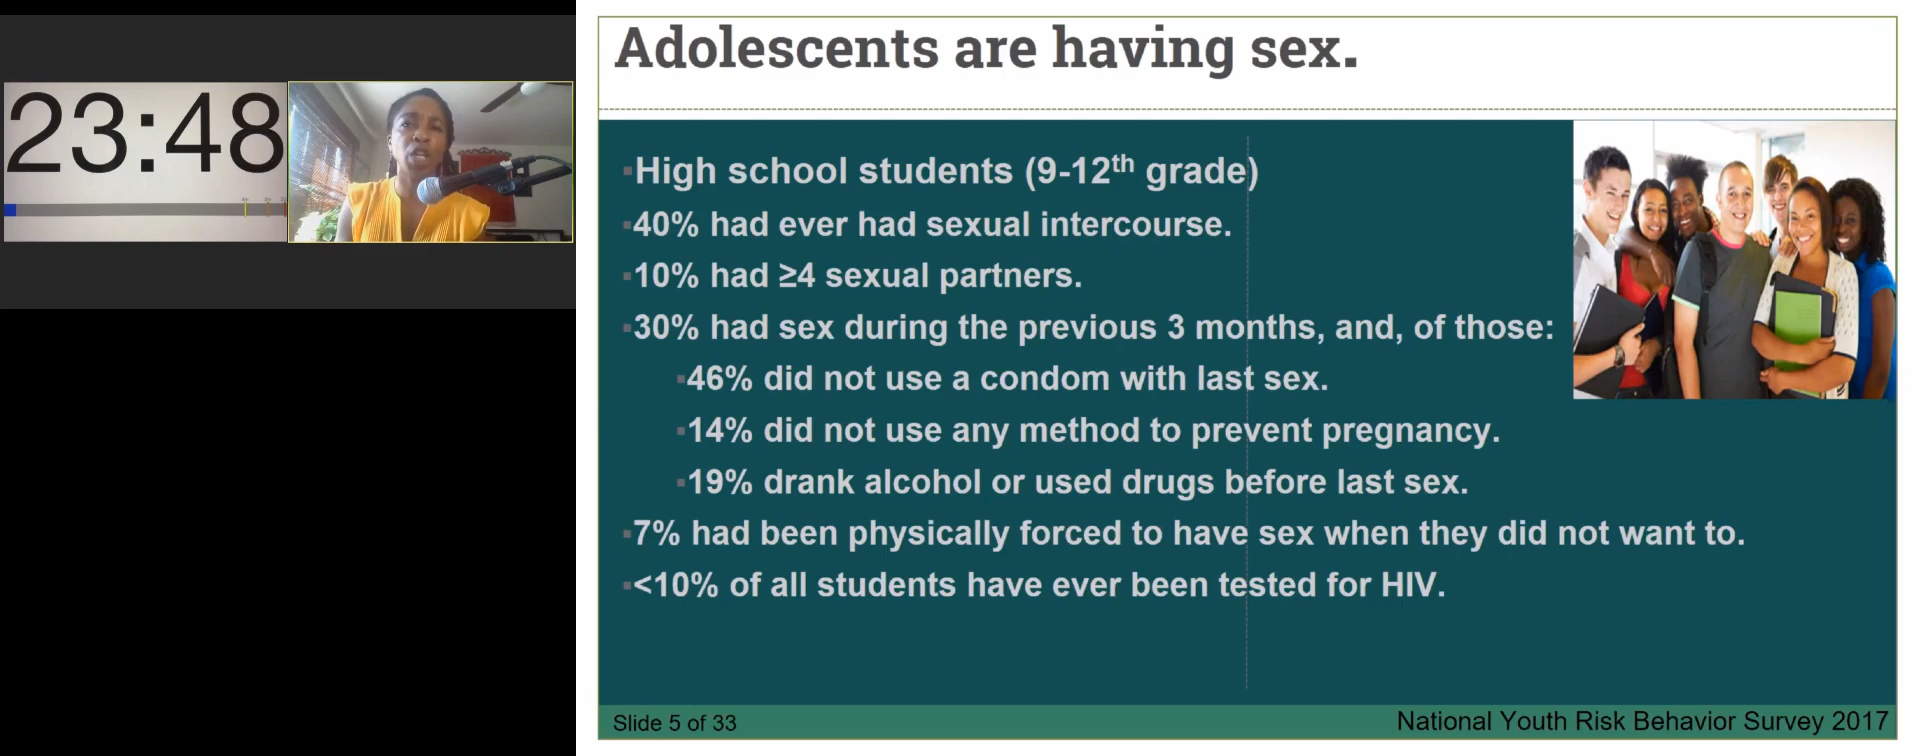 23:48
Adolescents are having sex.
▪High school students (9-12th grade)
▪40% had ever had sexual intercourse.
▪10% had ≥4 sexual partners.
▪30% had sex during the previous 3 months, and, of those:
▪46% did not use a condom with last sex.
▪14% did not use any method to prevent pregnancy.
▪19% drank alcohol or used drugs before last sex.
▪7% had been physically forced to have sex when they did not want to.
▪<10% of all students have ever been tested for HIV.
Slide 5 of 33
National Youth Risk Behavior Survey 2017